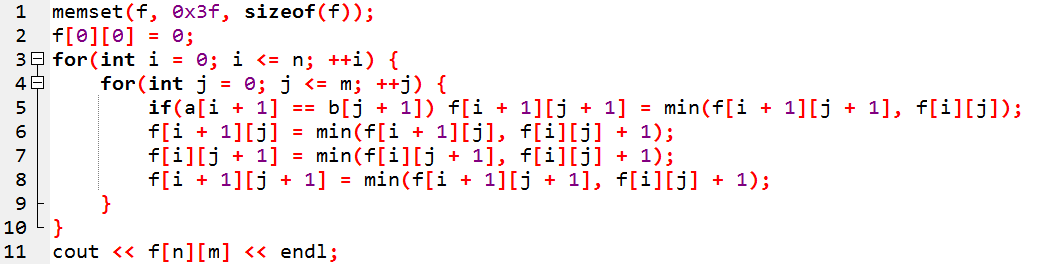 1 memset(f, 0x3f, sizeof(f));
2 f[0][0] = 0;
3 for(int i = 0; i <= n; ++i) {
4     for(int j = 0; j <= m; ++j) {
5         if(a[i + 1] == b[j + 1]) f[i + 1][j + 1] = min(f[i + 1][j + 1], f[i][j]);
6         f[i + 1][j] = min(f[i + 1][j], f[i][j] + 1);
7         f[i][j + 1] = min(f[i][j + 1], f[i][j] + 1);
8         f[i + 1][j + 1] = min(f[i + 1][j + 1], f[i][j] + 1);
9     }
10 }
11 cout << f[n][m] << endl;